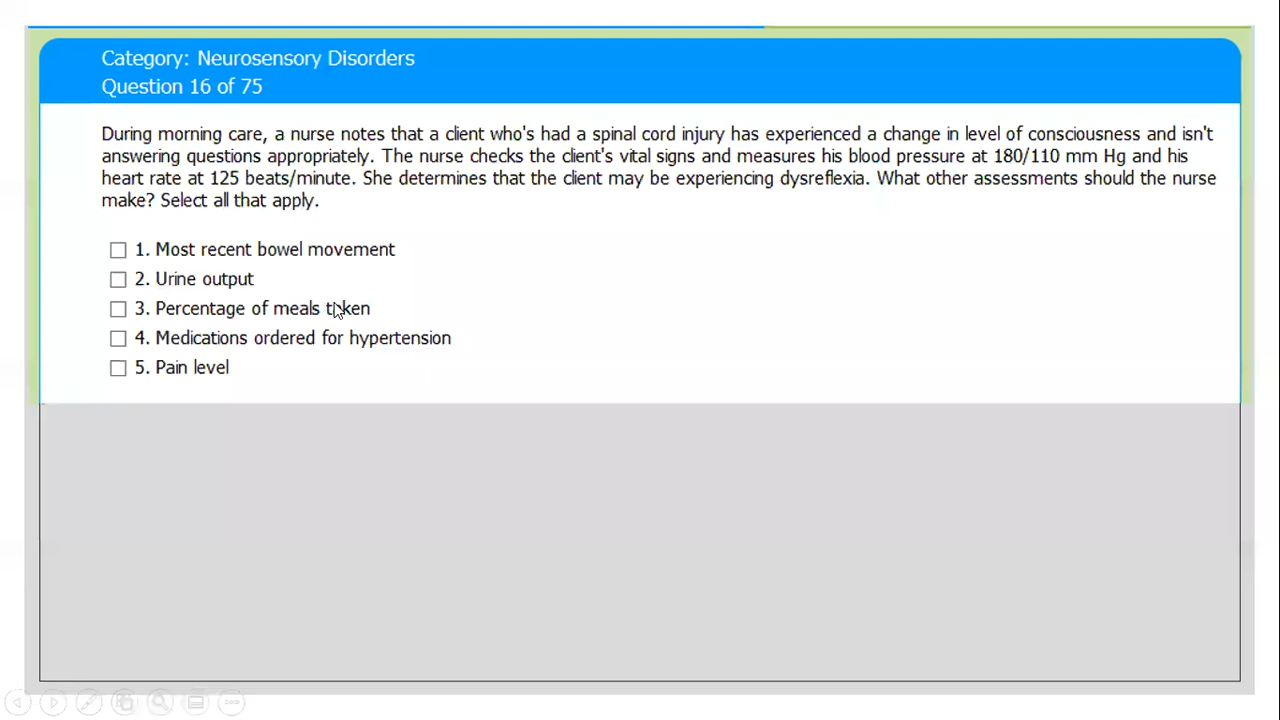 Category: Neurosensory Disorders
Question 16 of 75
During morning care, a nurse notes that a client who's had a spinal cord injury has experienced a change in level of consciousness and isn't
answering questions appropriately. The nurse checks the client's vital signs and measures his blood pressure at 180/110 mm Hg and his
heart rate at 125 beats/minute. She determines that the client may be experiencing dysreflexia. What other assessments should the nurse
make? Select all that apply.
1. Most recent bowel movement
2. Urine output
3. Percentage of meals taken
4. Medications ordered for hypertension
5. Pain level